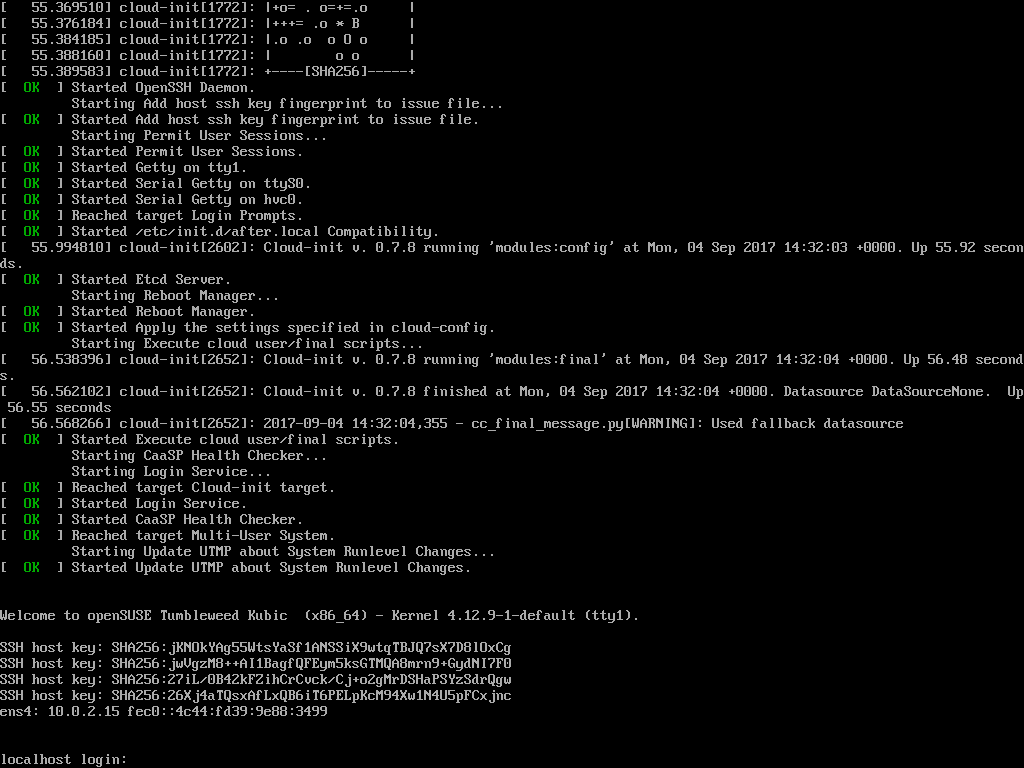 [   55.369510] cloud-init[1772]: |+o= . o=+=.o     |
[   55.376184] cloud-init[1772]: |+++= .o * B      |
[   55.384185] cloud-init[1772]: |.o .o  o O o     |
[   55.388160] cloud-init[1772]: |        o o      |
[   55.389583] cloud-init[1772]: +----[SHA256]-----+
[  OK  ] Started OpenSSH Daemon.
         Starting Add host ssh key fingerprint to issue file...
[  OK  ] Started Add host ssh key fingerprint to issue file.
         Starting Permit User Sessions...
[  OK  ] Started Permit User Sessions.
[  OK  ] Started Getty on tty1.
[  OK  ] Started Serial Getty on ttyS0.
[  OK  ] Started Serial Getty on hvc0.
[  OK  ] Reached target Login Prompts.
[  OK  ] Started /etc/init.d/after.local Compatibility.
[   55.994810] cloud-init[2602]: Cloud-init v. 0.7.8 running 'modules:config' at Mon, 04 Sep 2017 14:32:03 +0000. Up 55.92 secon
ds.
[  OK  ] Started Etcd Server.
         Starting Reboot Manager...
[  OK  ] Started Reboot Manager.
[  OK  ] Started Apply the settings specified in cloud-config.
         Starting Execute cloud user/final scripts...
[   56.538396] cloud-init[2652]: Cloud-init v. 0.7.8 running 'modules:final' at Mon, 04 Sep 2017 14:32:04 +0000. Up 56.48 second
s.
[   56.562102] cloud-init[2652]: Cloud-init v. 0.7.8 finished at Mon, 04 Sep 2017 14:32:04 +0000. Datasource DataSourceNone.  Up
 56.55 seconds
[   56.568266] cloud-init[2652]: 2017-09-04 14:32:04,355 - cc_final_message.py[WARNING]: Used fallback datasource
[  OK  ] Started Execute cloud user/final scripts.
         Starting CaaSP Health Checker...
         Starting Login Service...
[  OK  ] Reached target Cloud-init target.
[  OK  ] Started Login Service.
[  OK  ] Started CaaSP Health Checker.
[  OK  ] Reached target Multi-User System.
         Starting Update UTMP about System Runlevel Changes...
[  OK  ] Started Update UTMP about System Runlevel Changes.
Welcome to openSUSE Tumbleweed Kubic  (x86_64) - Kernel 4.12.9-1-default (tty1).
SSH host key: SHA256:jKNOkYAg55WtsYaSf1ANSSiX9wtqTBJQ7sX7D8lOxCg
SSH host key: SHA256:jwVgzM8++AI1BagfQFEym5ksGTMQA8mrn9+GydNI7F0
SSH host key: SHA256:27iL/0B42kFZihCrCvck/Cj+o2gMrDSHaPSYzSdrQgw
SSH host key: SHA256:26Xj4aTQsxAfLxQB6iT6PELpKcM94Xw1N4U5pFCxjnc
ens4: 10.0.2.15 fec0::4c44:fd39:9e88:3499
localhost login: